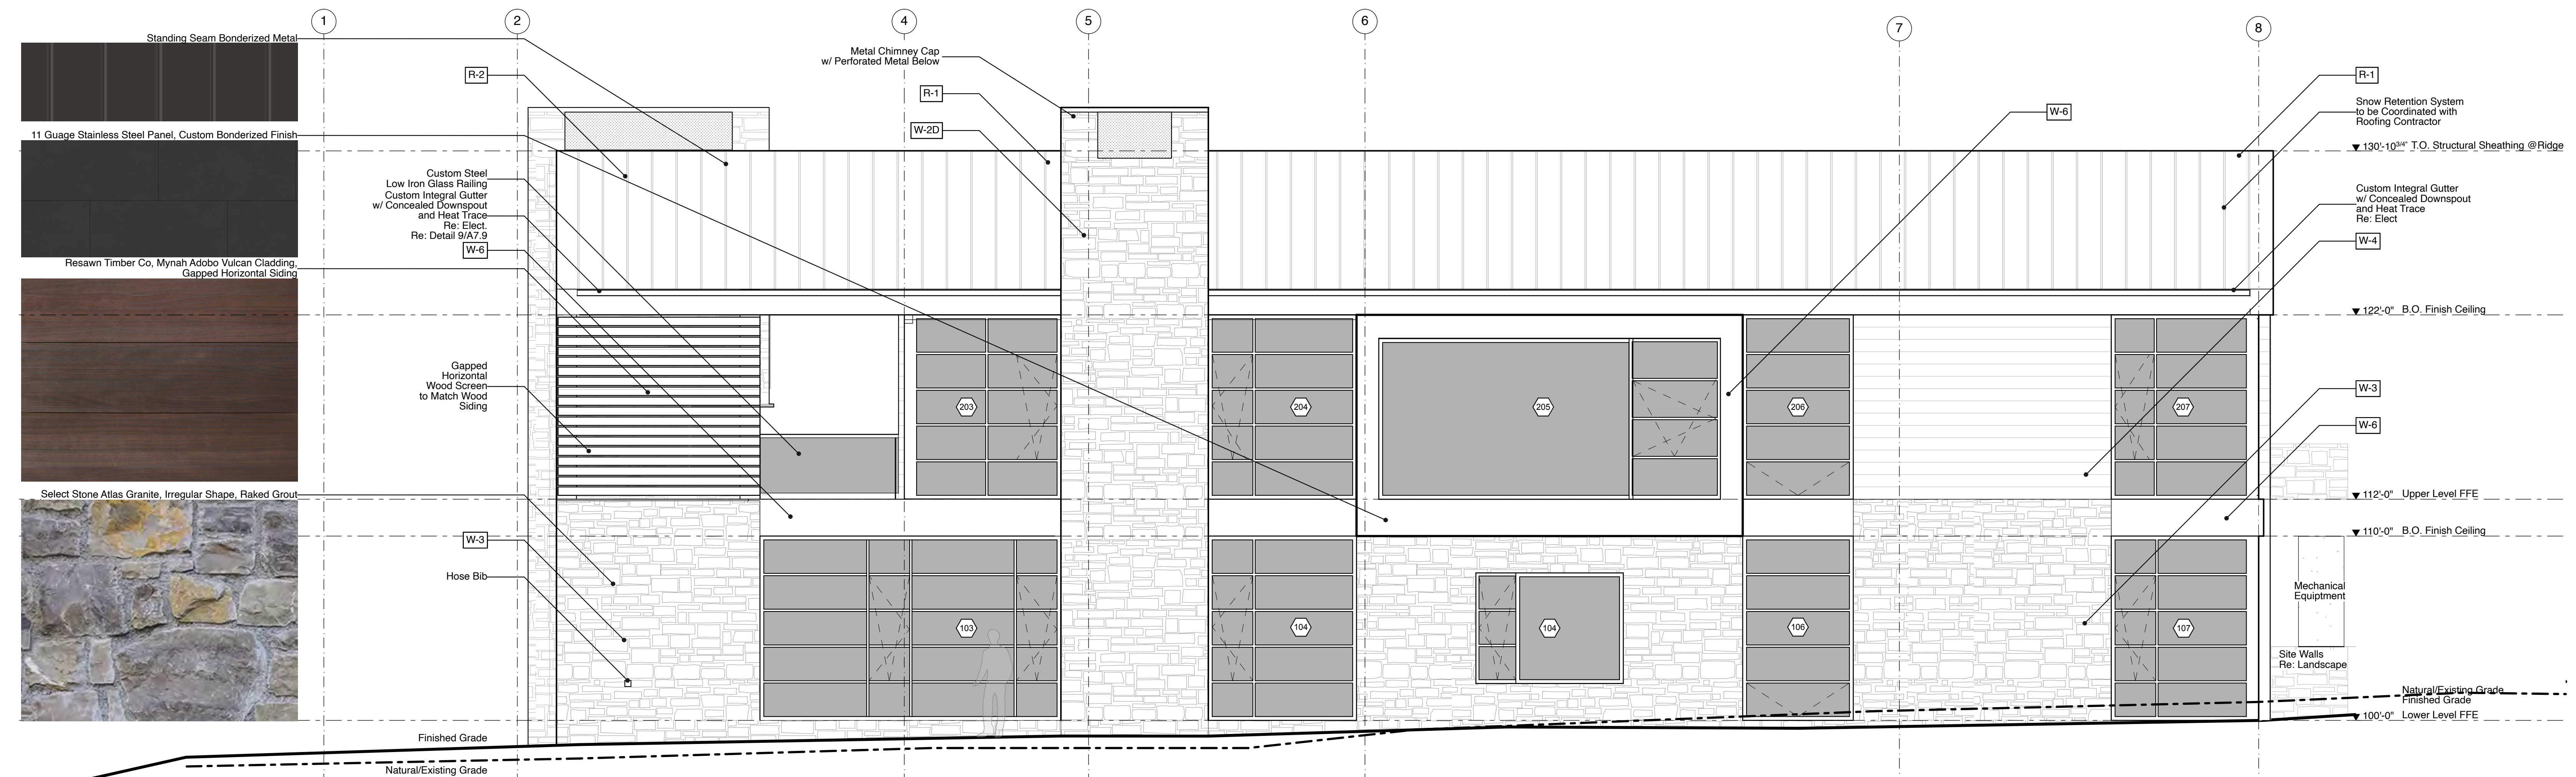 1
2
4
5
6
7
8
Standing Seam Bonderized Metal
R-2
11 Guage Stainless Steel Panel, Custom Bonderized Finish
Custom Steel
Low Iron Glass Railing
Custom Integral Gutter
w/ Concealed Downspout
and Heat Trace
Re: Elect.
Re: Detail 9/A7.9
W-6
Resawn Timber Co, Mynah Adobo Vulcan Cladding,
Gapped Horizontal Siding
Gapped
Horizontal
Wood Screen
to Match Wood
Siding
Select Stone Atlas Granite, Irregular Shape, Raked Grout
W-3
Hose Bib
Finished Grade
Natural/Existing Grade
Metal Chimney Cap
w/ Perforated Metal Below
R-1
W-2D
W-6
203
204
205
206
207
103
104
104
106
107
R-1
Snow Retention System
to be Coordinated with
Roofing Contractor
130'-10 3/4" T.O. Structural Sheathing @Ridge
Custom Integral Gutter
w/ Concealed Downspout
and Heat Trace
Re: Elect
W-4
122'-0" B.O. Finish Ceiling
W-3
W-6
112'-0" Upper Level FFE
110'-0" B.O. Finish Ceiling
Mechanical
Equiptment
Site Walls
Re: Landscape
Natural/Existing Grade
Finished Grade
100'-0" Lower Level FFE